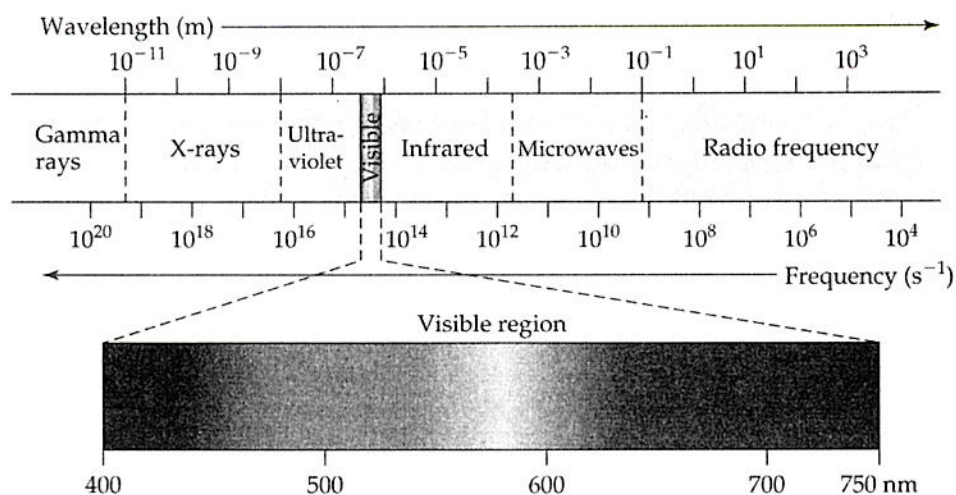 Wavelength (m)
10⁻¹¹ 10⁻⁹ 10⁻⁷ 10⁻⁵ 10⁻³ 10⁻¹ 10¹ 10³
Gamma
rays
X-rays
Ultra-
violet
Visible
Infrared
Microwaves
Radio frequency
10²⁰ 10¹⁸ 10¹⁶ 10¹⁴ 10¹² 10¹⁰ 10⁸ 10⁶ 10⁴
Frequency (s⁻¹)
Visible region
400 500 600 700 750 nm